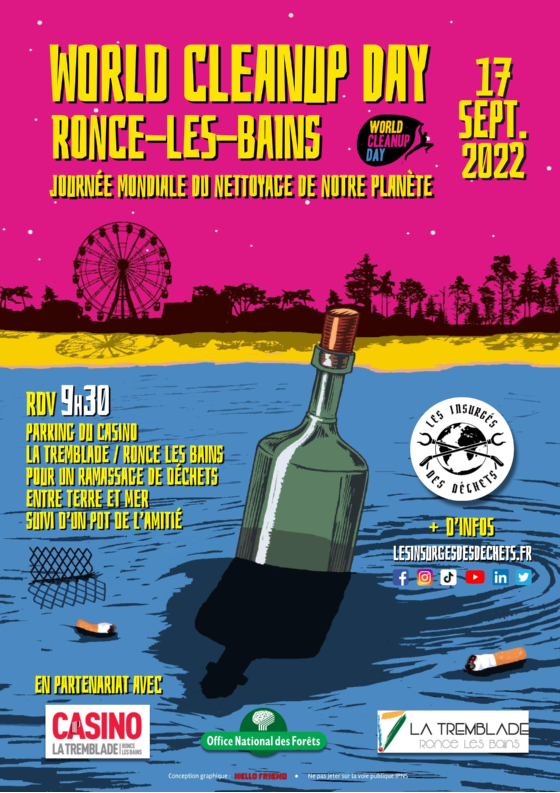 WORLD CLEANUP DAY
RONCE-LES-BAINS
JOURNÉE MONDIALE DU NETTOYAGE DE NOTRE PLANÈTE
WORLD
CLEANUP
DAY
17
SEPT.
2022
RDV 9H30
PARKING DU CASINO
LA TREMBLADE / RONCE LES BAINS
POUR UN RAMASSAGE DE DÉCHETS
ENTRE TERRE ET MER
SUIVI D'UN POT DE L'AMITIÉ
LES INSURGÉS
DES DÉCHETS
+ D'INFOS
LESINSURGESDESDÉCHETS.FR
EN PARTENARIAT AVEC
CASINO
LA TREMBLADE RONCE
LES BAINS
Office National des Forêts
LA TREMBLADE
RONCE LES BAINS
Conception graphique : HELLO FRIEND • Ne pas jeter sur la voie publique IPNS